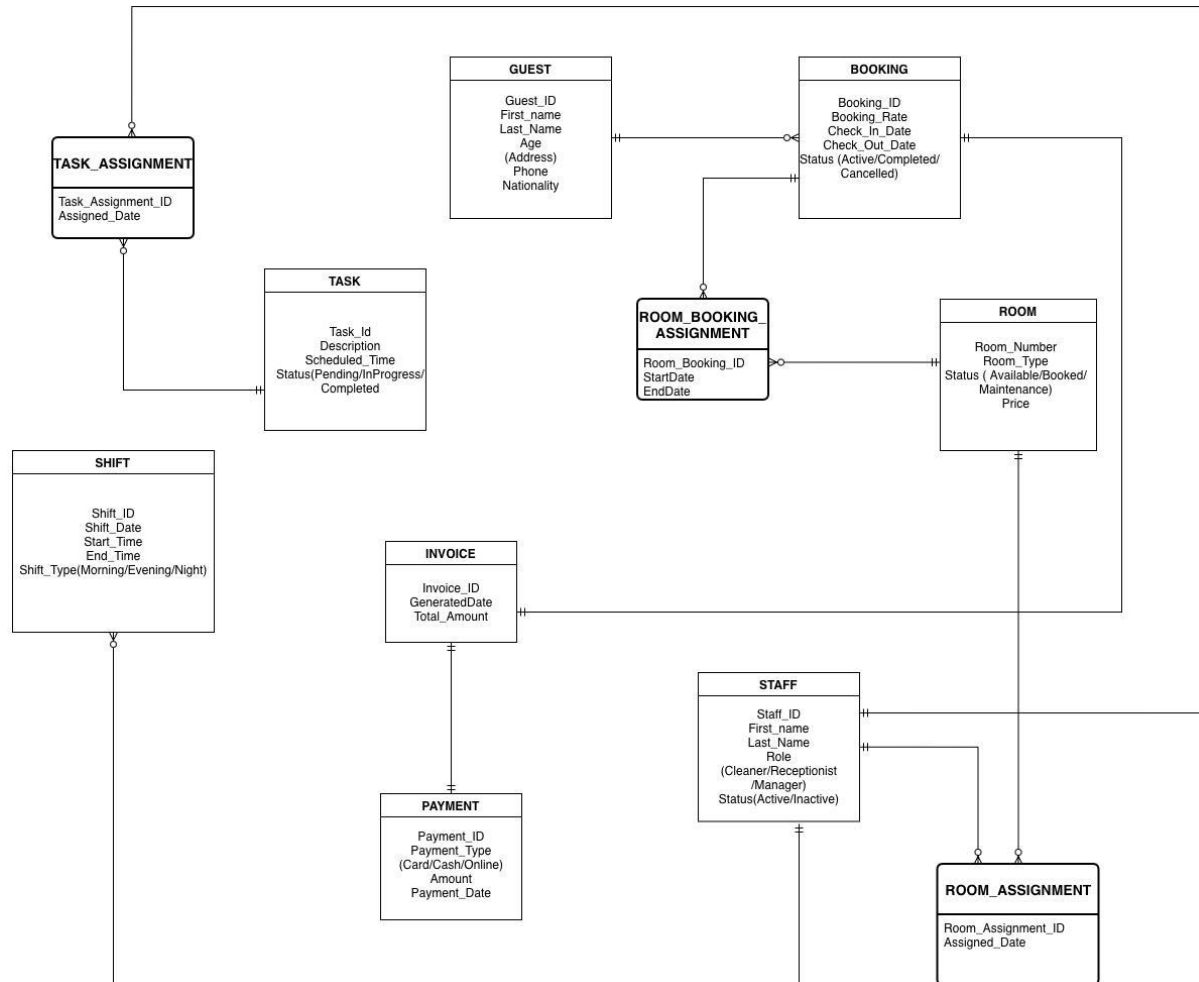 GUEST
Guest_ID
First_name
Last_Name
Age
(Address)
Phone
Nationality
BOOKING
Booking_ID
Booking_Rate
Check_In_Date
Check_Out_Date
Status (Active/Completed/
Cancelled)
TASK_ASSIGNMENT
Task_Assignment_ID
Assigned_Date
TASK
Task_Id
Description
Scheduled_Time
Status(Pending/InProgress/
Completed
ROOM_BOOKING_
ASSIGNMENT
Room_Booking_ID
StartDate
EndDate
ROOM
Room_Number
Room_Type
Status ( Available/Booked/
Maintenance)
Price
SHIFT
Shift_ID
Shift_Date
Start_Time
End_Time
Shift_Type(Morning/Evening/Night)
INVOICE
Invoice_ID
GeneratedDate
Total_Amount
STAFF
Staff_ID
First_name
Last_Name
Role
(Cleaner/Receptionist
/Manager)
Status(Active/Inactive)
PAYMENT
Payment_ID
Payment_Type
(Card/Cash/Online)
Amount
Payment_Date
ROOM_ASSIGNMENT
Room_Assignment_ID
Assigned_Date